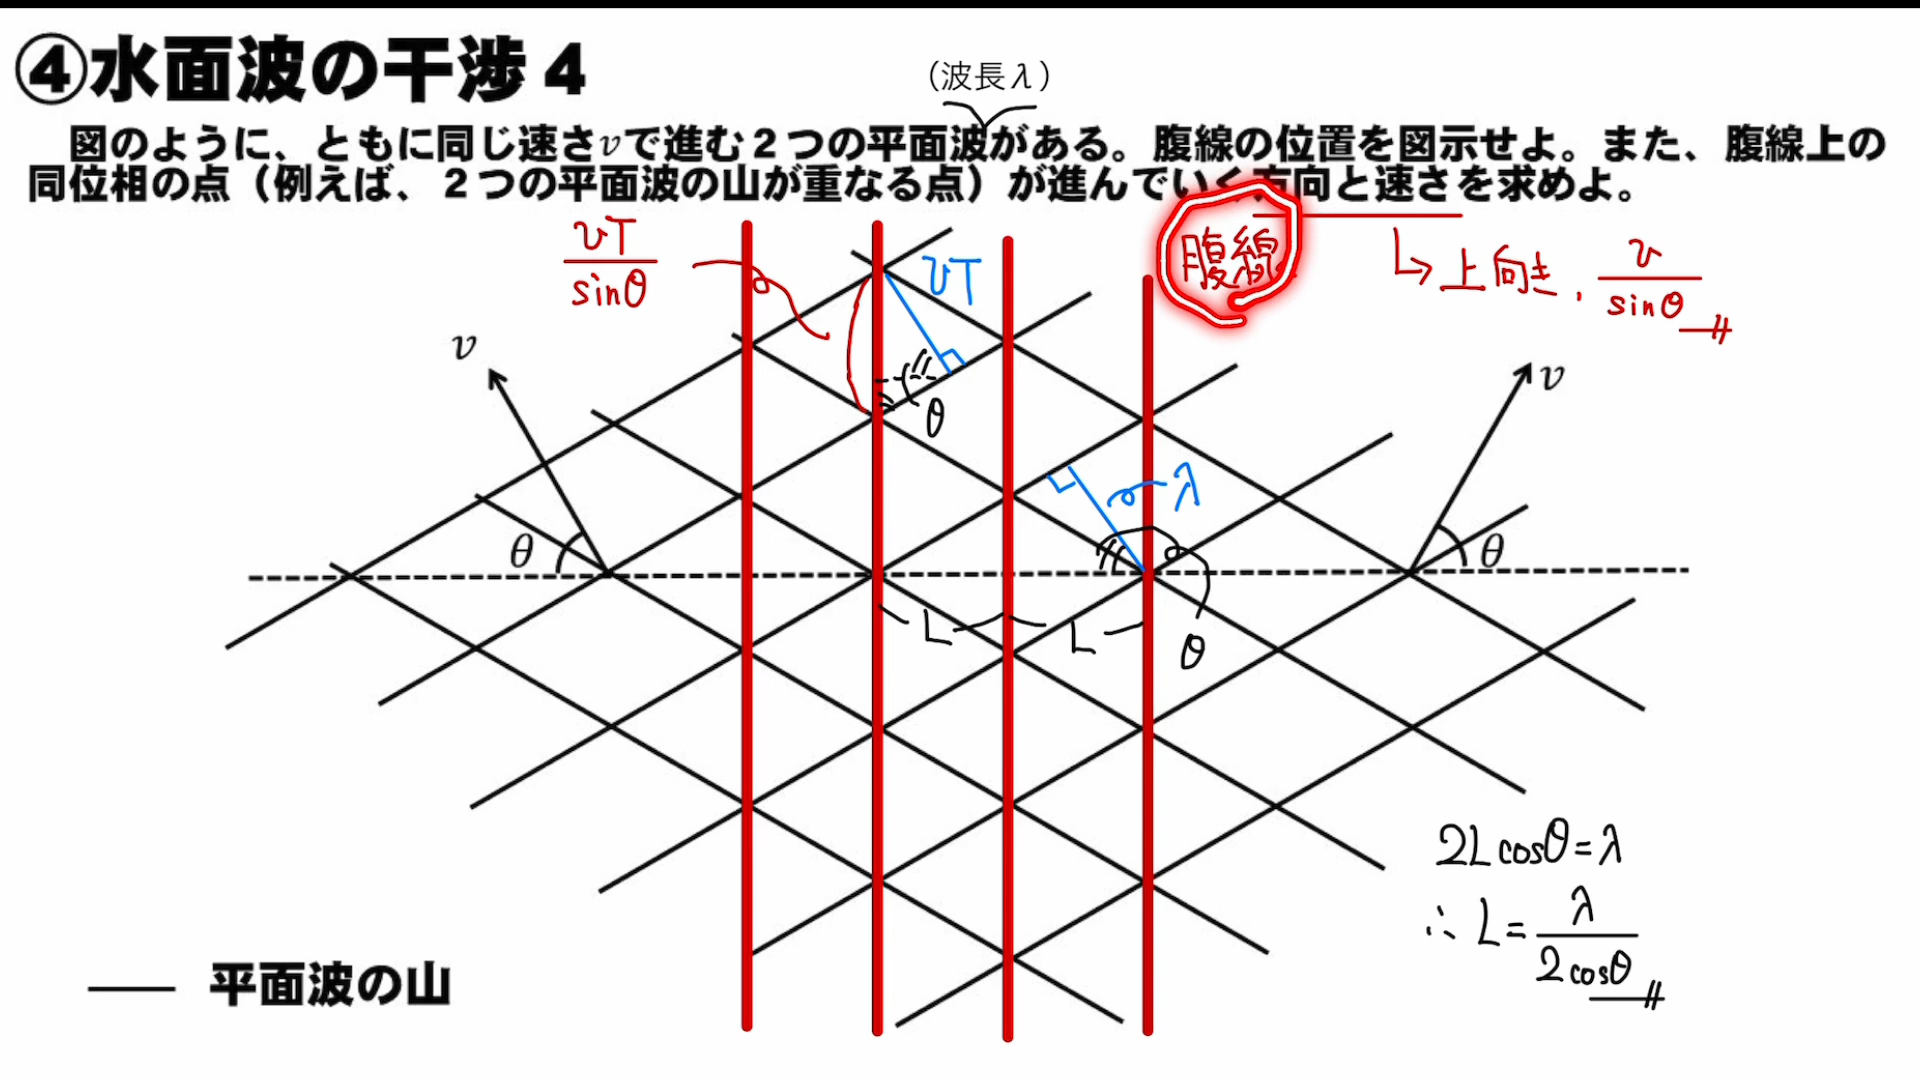 ④水面波の干渉４
（波長λ）
図のように、ともに同じ速さvで進む２つの平面波がある。腹線の位置を図示せよ。また、腹線上の
同位相の点（例えば、２つの平面波の山が重なる点）が進んでいく方向と速さを求めよ。
vT/sinθ
vT
腹線
↳上向き, v/sinθ
v
v
θ
λ
θ
θ
L
L
θ
2Lcosθ=λ
∴ L=λ/2cosθ
平面波の山